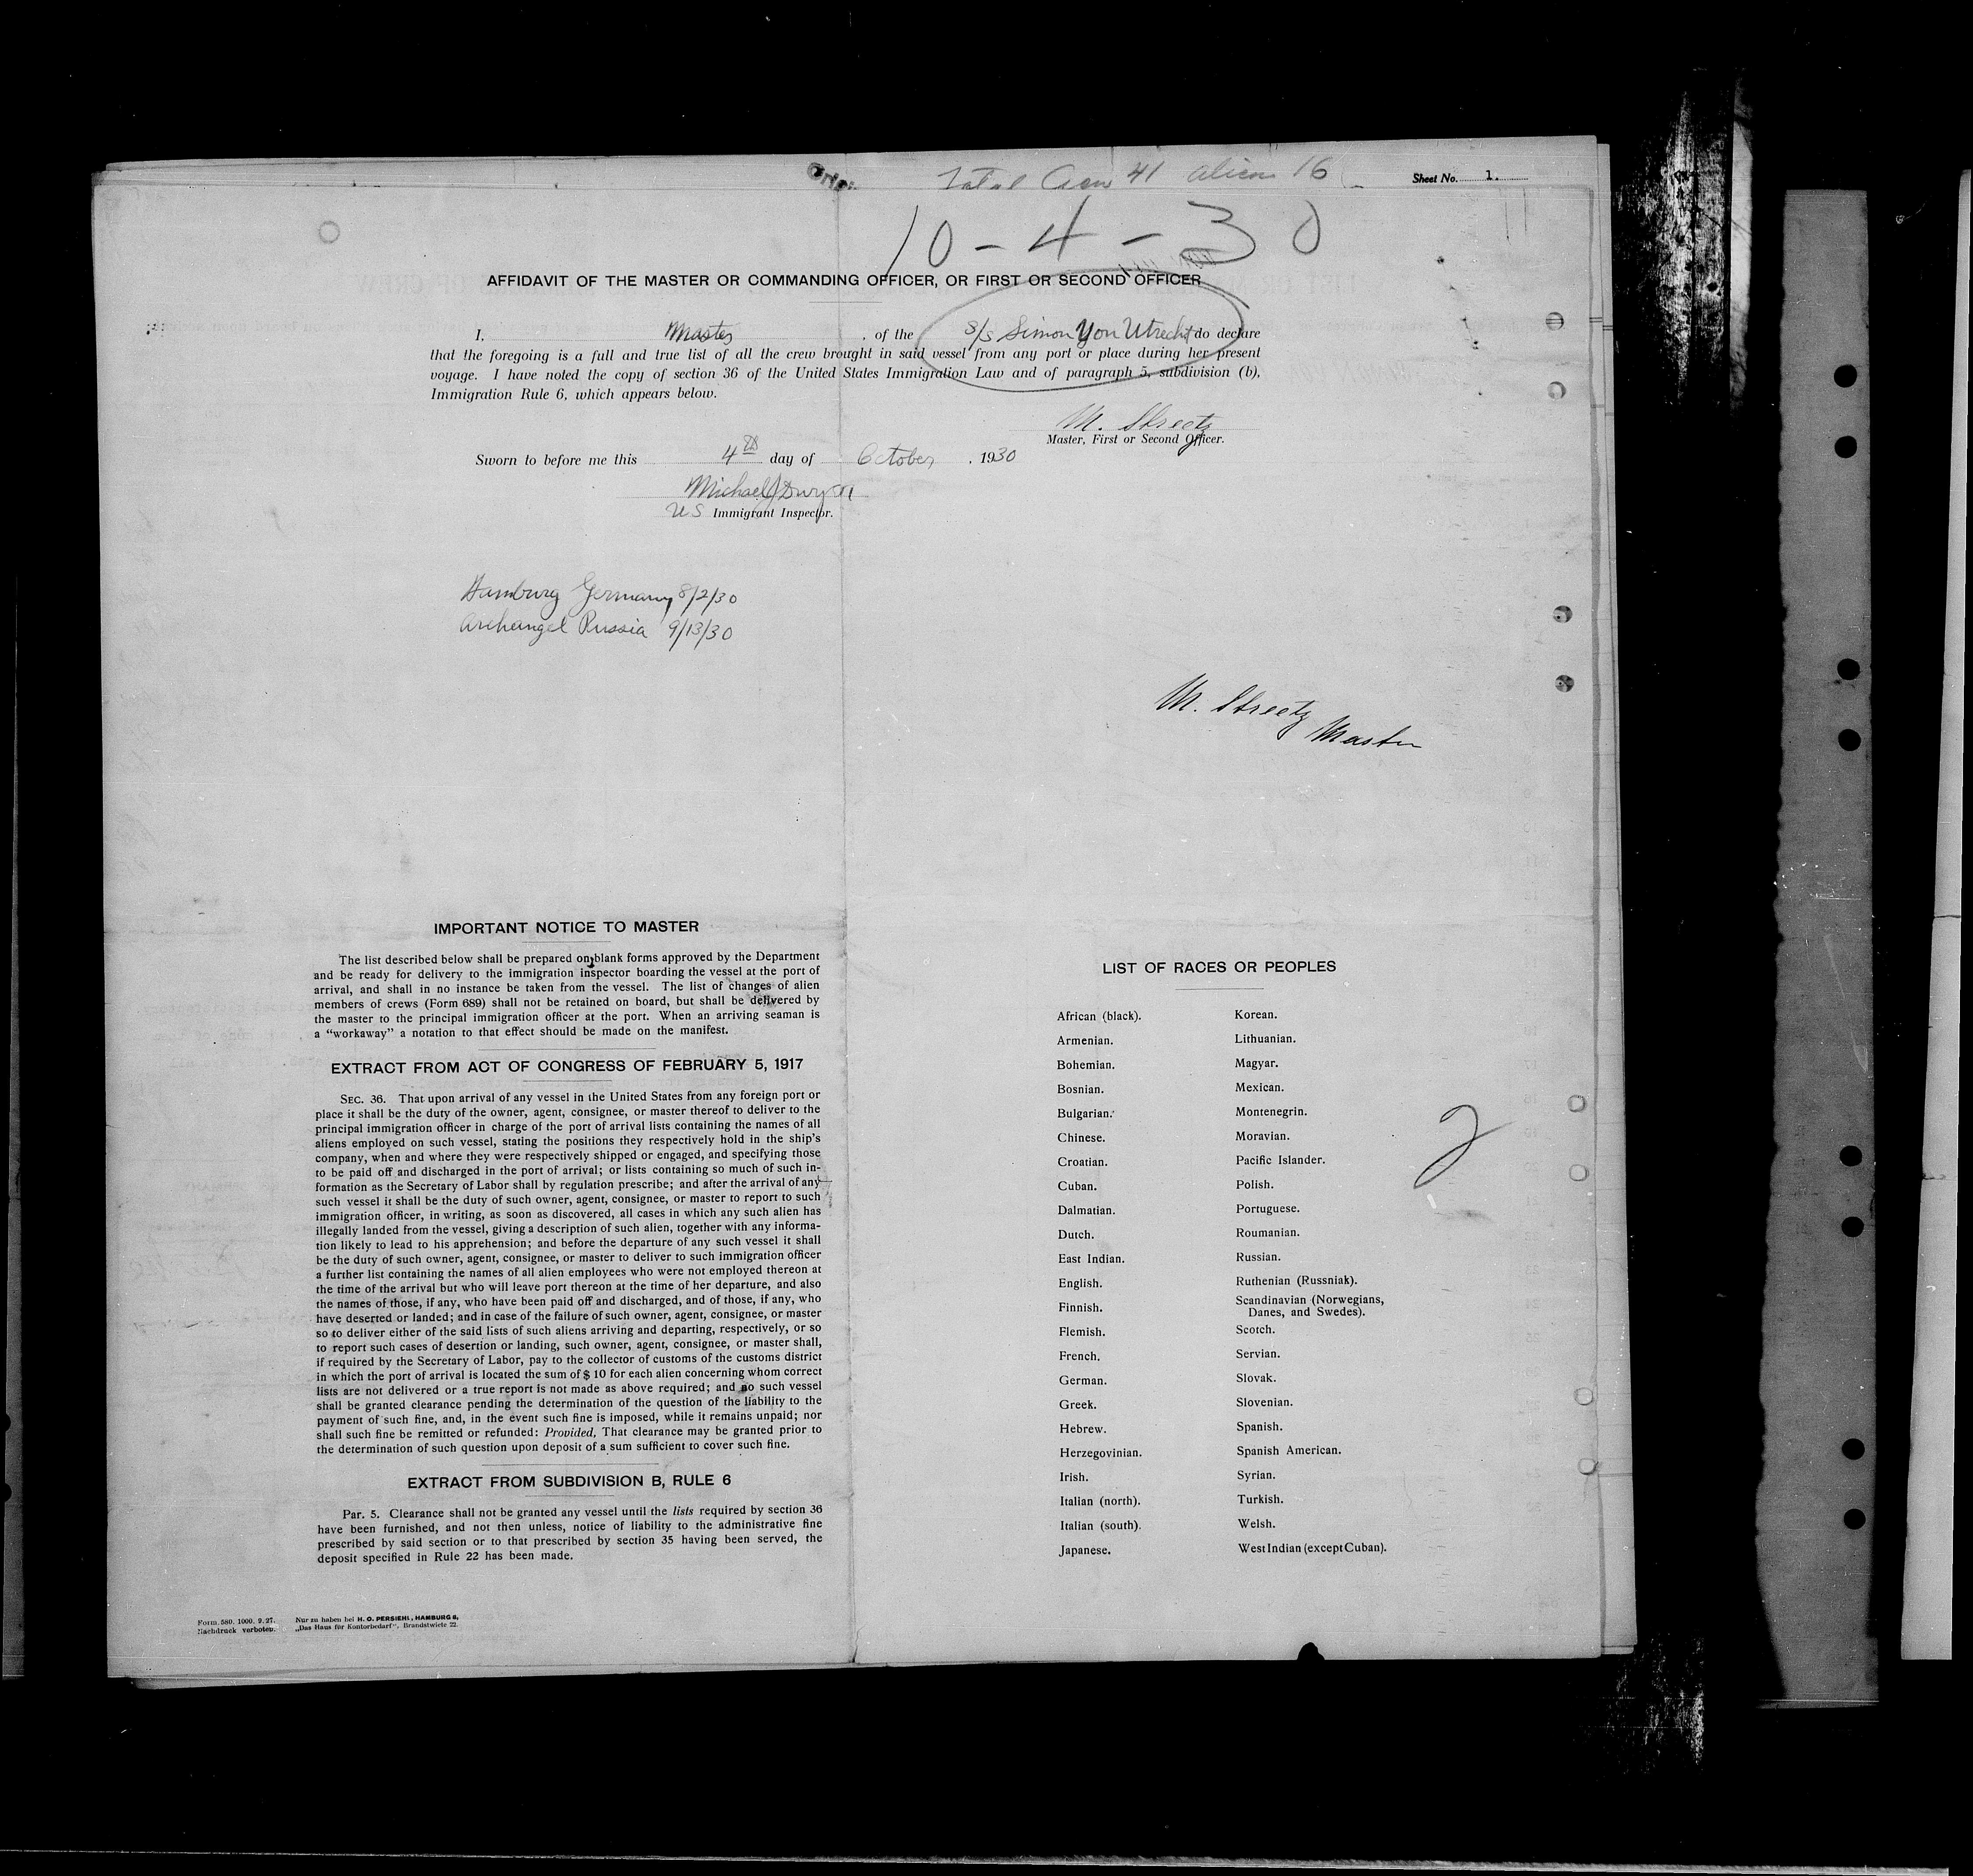 Total Crew 41 Aliens 16
Sheet No. 1.
10-4-30
AFFIDAVIT OF THE MASTER OR COMMANDING OFFICER, OR FIRST OR SECOND OFFICER
I, Master, of the S/S Simon Von Utrecht do declare
that the foregoing is a full and true list of all the crew brought in said vessel from any port or place during her present
voyage. I have noted the copy of section 36 of the United States Immigration Law and of paragraph 5, subdivision (b),
Immigration Rule 6, which appears below.
M. Streetz
Master, First or Second Officer.
Sworn to before me this 4th day of October, 1930
Michael J Dwyer
US Immigrant Inspector.
Hamburg Germany 8/2/30
Archangel Russia 9/13/30
M. Streetz
Master
IMPORTANT NOTICE TO MASTER
The list described below shall be prepared on blank forms approved by the Department
and be ready for delivery to the immigration inspector boarding the vessel at the port of
arrival, and shall in no instance be taken from the vessel. The list of changes of alien
members of crews (Form 689) shall not be retained on board, but shall be delivered by
the master to the principal immigration officer at the port. When an arriving seaman is
a “workaway” a notation to that effect should be made on the manifest.
EXTRACT FROM ACT OF CONGRESS OF FEBRUARY 5, 1917
SEC. 36. That upon arrival of any vessel in the United States from any foreign port or
place it shall be the duty of the owner, agent, consignee, or master thereof to deliver to the
principal immigration officer in charge of the port of arrival lists containing the names of all
aliens employed on such vessel, stating the positions they respectively hold in the ship's
company, when and where they were respectively shipped or engaged, and specifying those
to be paid off and discharged in the port of arrival; or lists containing so much of such in-
formation as the Secretary of Labor shall by regulation prescribe; and after the arrival of any
such vessel it shall be the duty of such owner, agent, consignee, or master to report to such
immigration officer, in writing, as soon as discovered, all cases in which any such alien has
illegally landed from the vessel, giving a description of such alien, together with any informa-
tion likely to lead to his apprehension; and before the departure of any such vessel it shall
be the duty of such owner, agent, consignee, or master to deliver to such immigration officer
a further list containing the names of all alien employees who were not employed thereon at
the time of the arrival but who will leave port thereon at the time of her departure, and also
the names of those, if any, who have been paid off and discharged, and of those, if any, who
have deserted or landed; and in case of the failure of such owner, agent, consignee, or master
so to deliver either of the said lists of such aliens arriving and departing, respectively, or so
to report such cases of desertion or landing, such owner, agent, consignee, or master shall,
if required by the Secretary of Labor, pay to the collector of customs of the customs district
in which the port of arrival is located the sum of $ 10 for each alien concerning whom correct
lists are not delivered or a true report is not made as above required; and no such vessel
shall be granted clearance pending the determination of the question of the liability to the
payment of such fine, and, in the event such fine is imposed, while it remains unpaid; nor
shall such fine be remitted or refunded: Provided, That clearance may be granted prior to
the determination of such question upon deposit of a sum sufficient to cover such fine.
EXTRACT FROM SUBDIVISION B, RULE 6
Par. 5. Clearance shall not be granted any vessel until the lists required by section 36
have been furnished, and not then unless, notice of liability to the administrative fine
prescribed by said section or to that prescribed by section 35 having been served, the
deposit specified in Rule 22 has been made.
Form. 580. 1000. 9. 27.
Nachdruck verboten.
Nur zu haben bei H. O. PERSIEHL, HAMBURG 8,
„Das Haus für Kontorbedarf“, Brandstwiete 22.
LIST OF RACES OR PEOPLES
African (black).
Armenian.
Bohemian.
Bosnian.
Bulgarian.
Chinese.
Croatian.
Cuban.
Dalmatian.
Dutch.
East Indian.
English.
Finnish.
Flemish.
French.
German.
Greek.
Hebrew.
Herzegovinian.
Irish.
Italian (north).
Italian (south).
Japanese.
Korean.
Lithuanian.
Magyar.
Mexican.
Montenegrin.
Moravian.
Pacific Islander.
Polish.
Portuguese.
Roumanian.
Russian.
Ruthenian (Russniak).
Scandinavian (Norwegians,
Danes, and Swedes).
Scotch.
Servian.
Slovak.
Slovenian.
Spanish.
Spanish American.
Syrian.
Turkish.
Welsh.
West Indian (except Cuban).
2